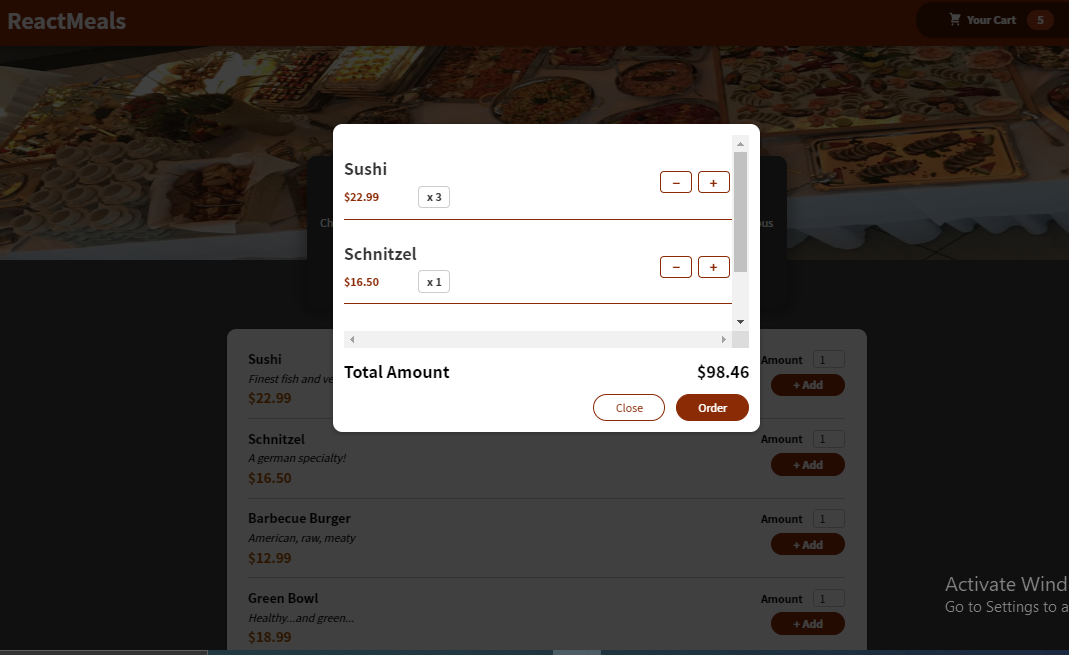 ReactMeals
Your Cart 5
Sushi
$22.99 x 3 − +
Schnitzel
$16.50 x 1 − +
Total Amount $98.46
Close Order
Sushi Amount 1
Finest fish and ve
$22.99 + Add
Schnitzel Amount 1
A german specialty!
$16.50 + Add
Barbecue Burger Amount 1
American, raw, meaty
$12.99 + Add
Green Bowl Amount 1
Healthy...and green...
$18.99 + Add
Activate Wind
Go to Settings to a